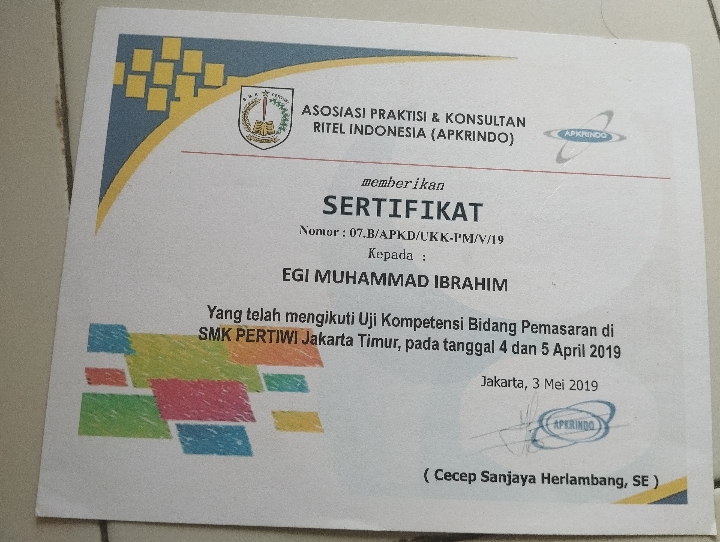 ASOSIASI PRAKTISI & KONSULTAN
RITEL INDONESIA (APKRINDO)
APKRINDO
memberikan
SERTIFIKAT
Nomor : 07.B/APKD/UKK-PM/V/19
Kepada :
EGI MUHAMMAD IBRAHIM
Yang telah mengikuti Uji Kompetensi Bidang Pemasaran di
SMK PERTIWI Jakarta Timur, pada tanggal 4 dan 5 April 2019
Jakarta, 3 Mei 2019
APKRINDO
( Cecep Sanjaya Herlambang, SE )